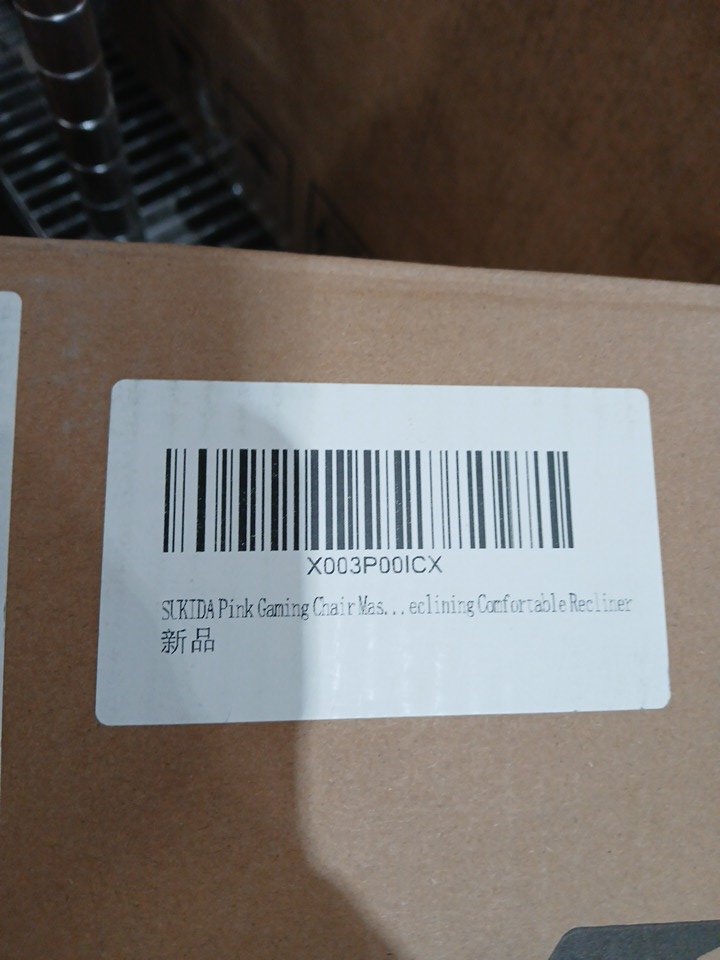 X003P00ICX
SUKIDA Pink Gaming Chair Mas...eclining Comfortable Recliner
新品